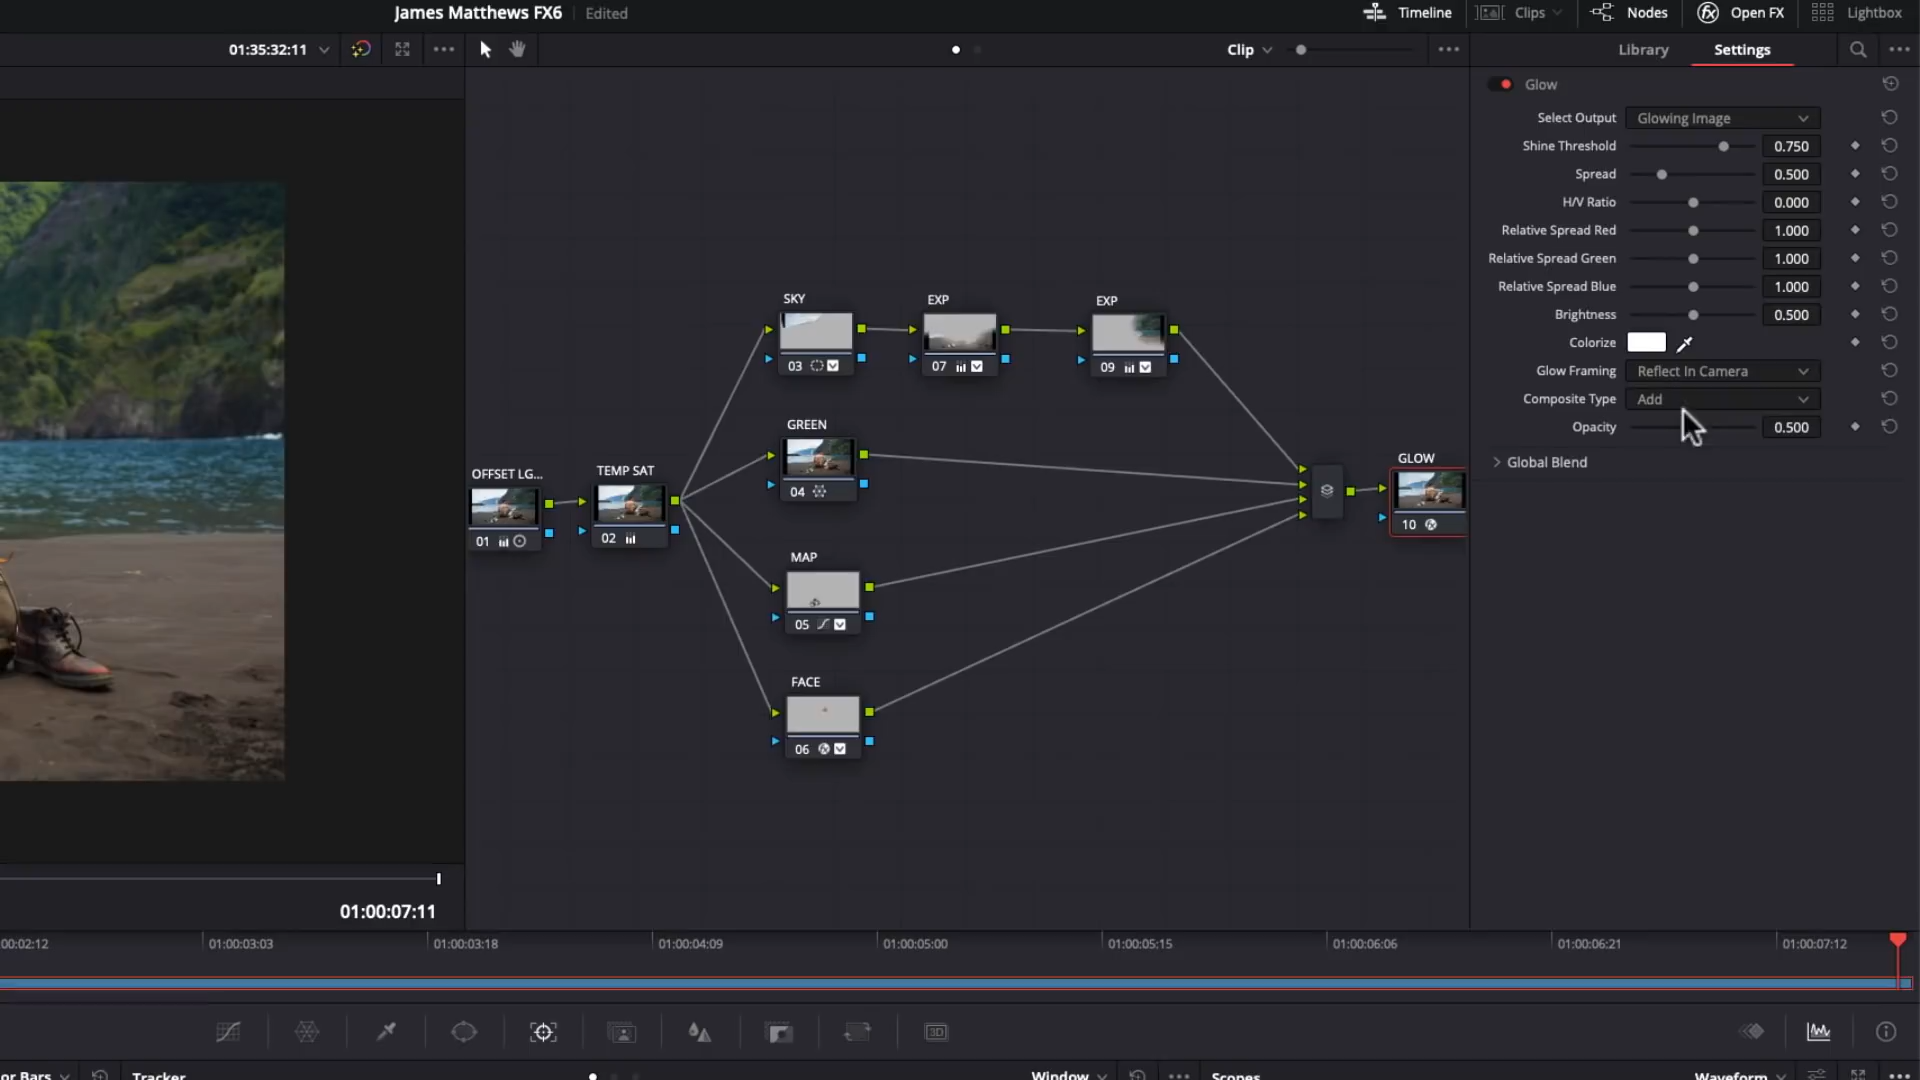 James Matthews FX6 Edited
Timeline Clips Nodes Open FX Lightbox
01:35:32:11
Clip
Library Settings
Glow
Select Output Glowing Image
Shine Threshold 0.750
Spread 0.500
H/V Ratio 0.000
Relative Spread Red 1.000
Relative Spread Green 1.000
Relative Spread Blue 1.000
Brightness 0.500
Colorize
Glow Framing Reflect In Camera
Composite Type Add
Opacity 0.500
Global Blend
SKY EXP EXP
03 07 09
GREEN
04
OFFSET LG... TEMP SAT GLOW
01 02 10
MAP
05
FACE
06
01:00:07:11
00:02:12 01:00:03:03 01:00:03:18 01:00:04:09 01:00:05:00 01:00:05:15 01:00:06:06 01:00:06:21 01:00:07:12
3D
or Bars Tracker Window Scopes Waveform